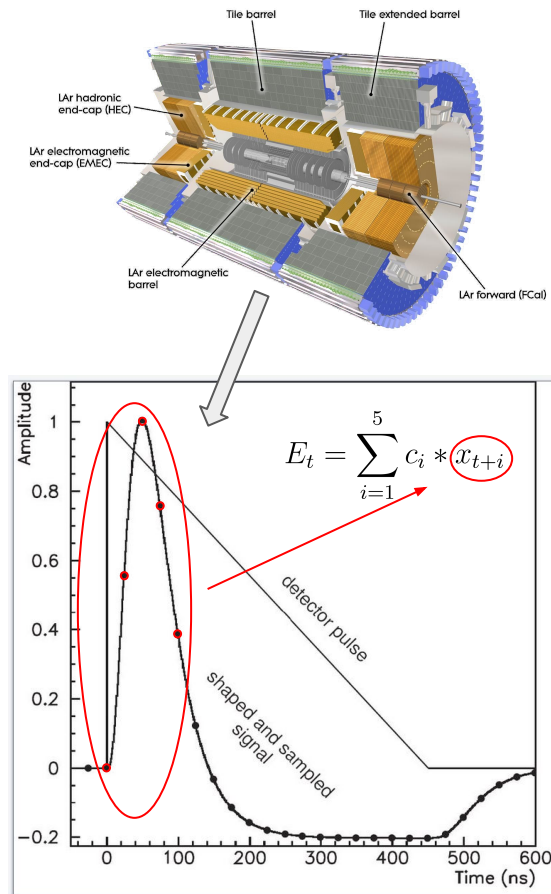 Tile barrel
Tile extended barrel
LAr hadronic
end-cap (HEC)
LAr electromagnetic
end-cap (EMEC)
LAr electromagnetic
barrel
LAr forward (FCal)
Amplitude
1
0.8
0.6
0.4
0.2
0
−0.2
E_t = \sum_{i=1}^{5} c_i * x_{t+i}
detector pulse
shaped and sampled
signal
0 100 200 300 400 500 600
Time (ns)